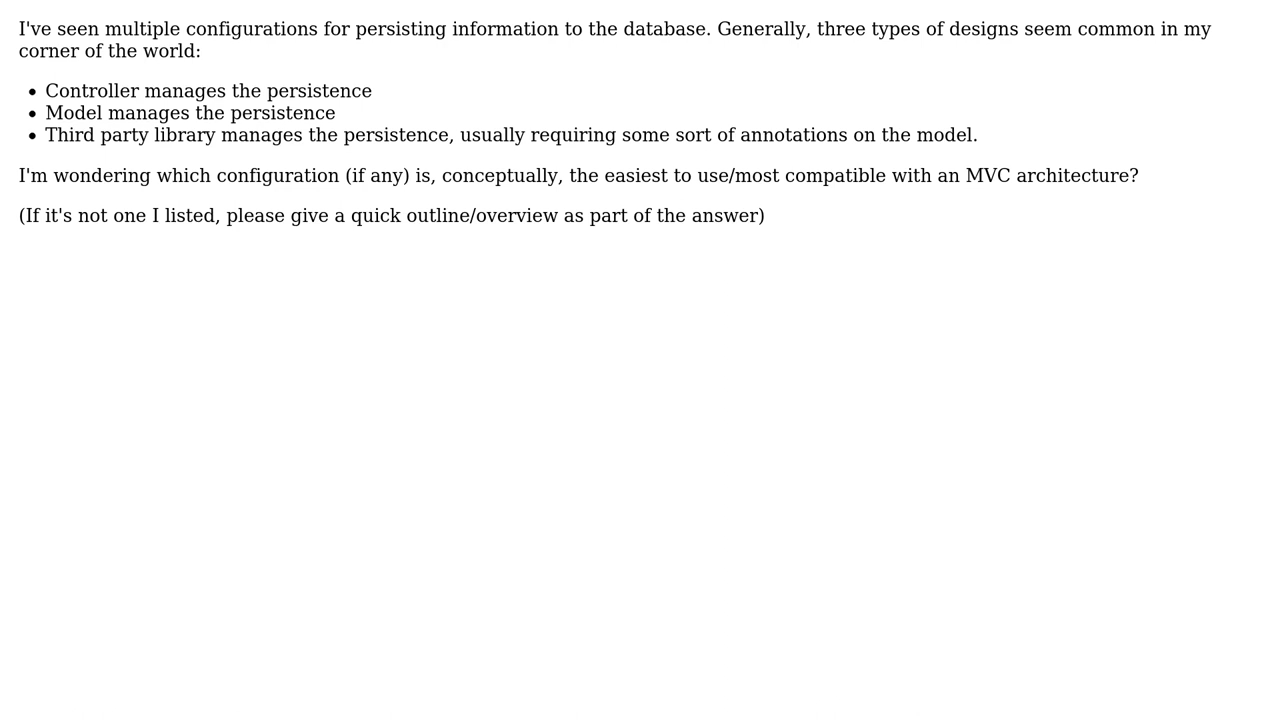 I've seen multiple configurations for persisting information to the database. Generally, three types of designs seem common in my
corner of the world:
• Controller manages the persistence
• Model manages the persistence
• Third party library manages the persistence, usually requiring some sort of annotations on the model.
I'm wondering which configuration (if any) is, conceptually, the easiest to use/most compatible with an MVC architecture?
(If it's not one I listed, please give a quick outline/overview as part of the answer)